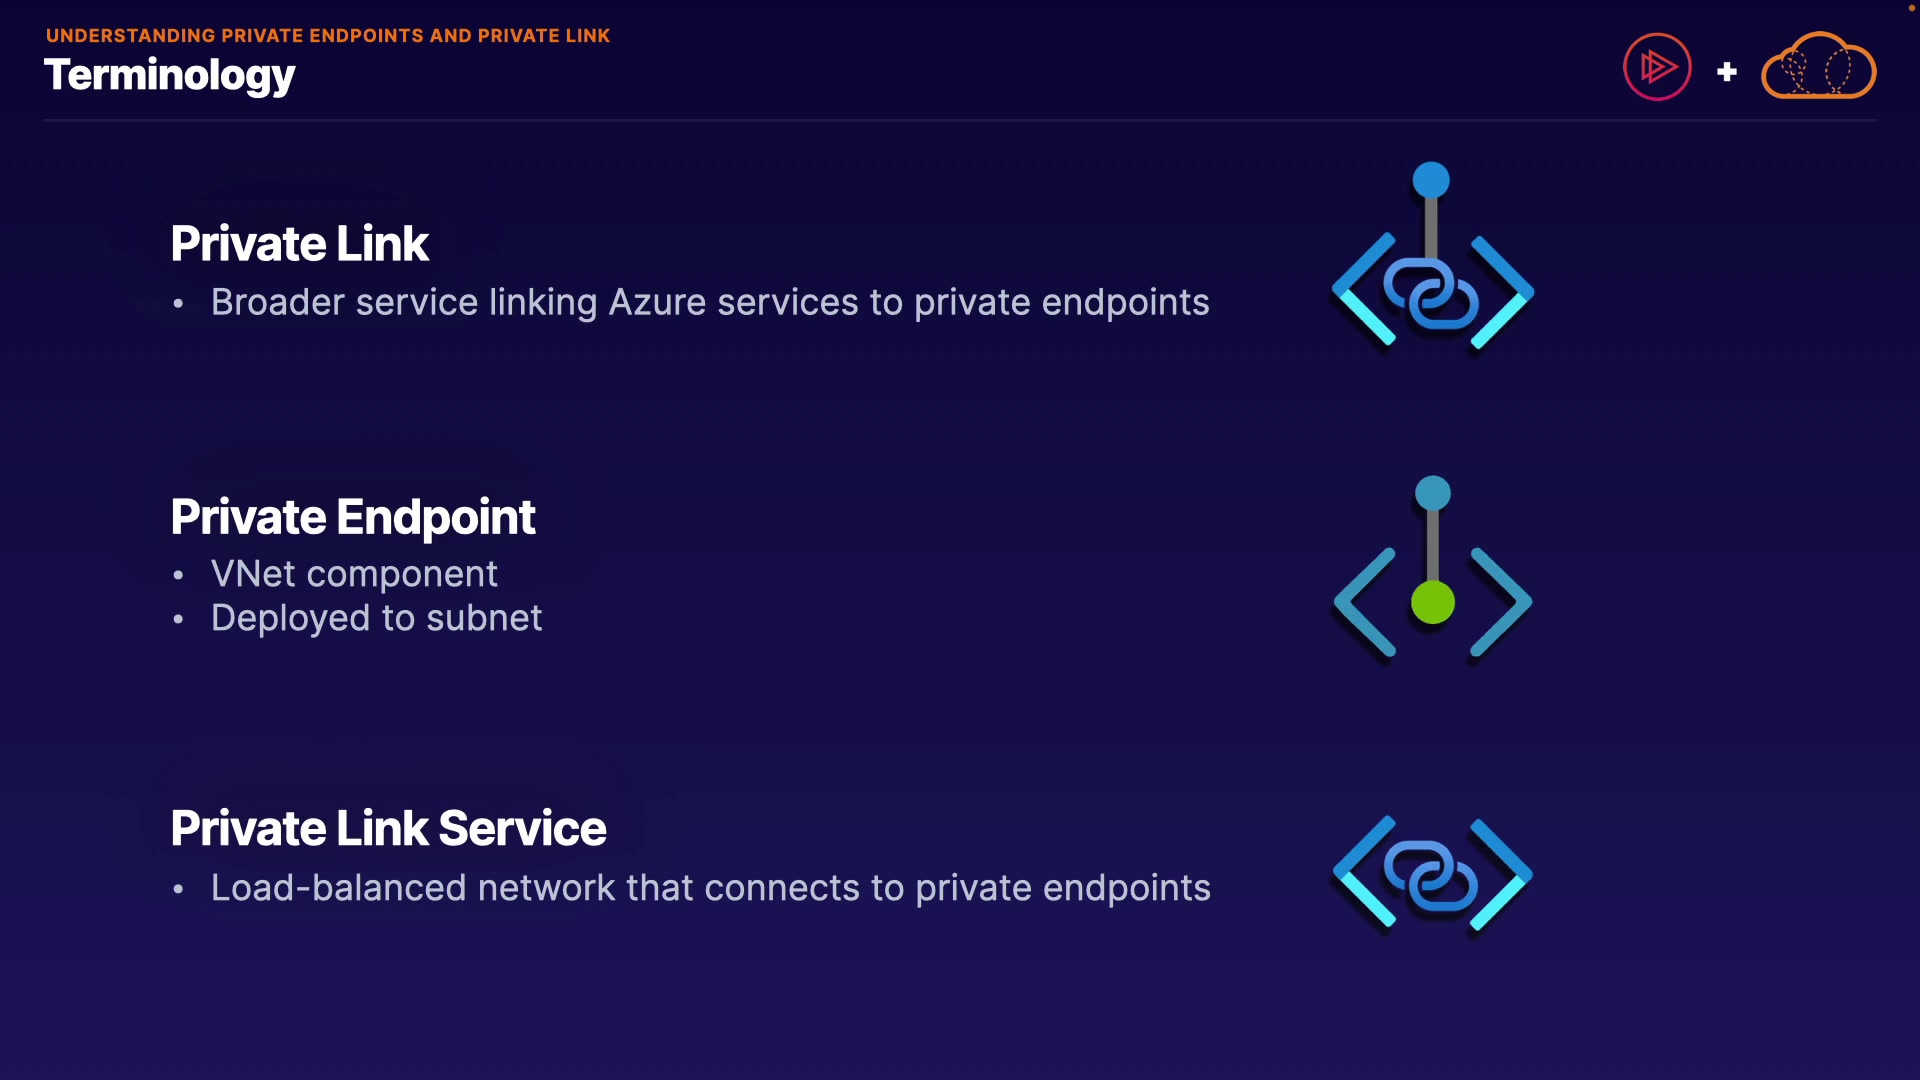 UNDERSTANDING PRIVATE ENDPOINTS AND PRIVATE LINK
Terminology
Private Link
• Broader service linking Azure services to private endpoints
Private Endpoint
• VNet component
• Deployed to subnet
Private Link Service
• Load-balanced network that connects to private endpoints